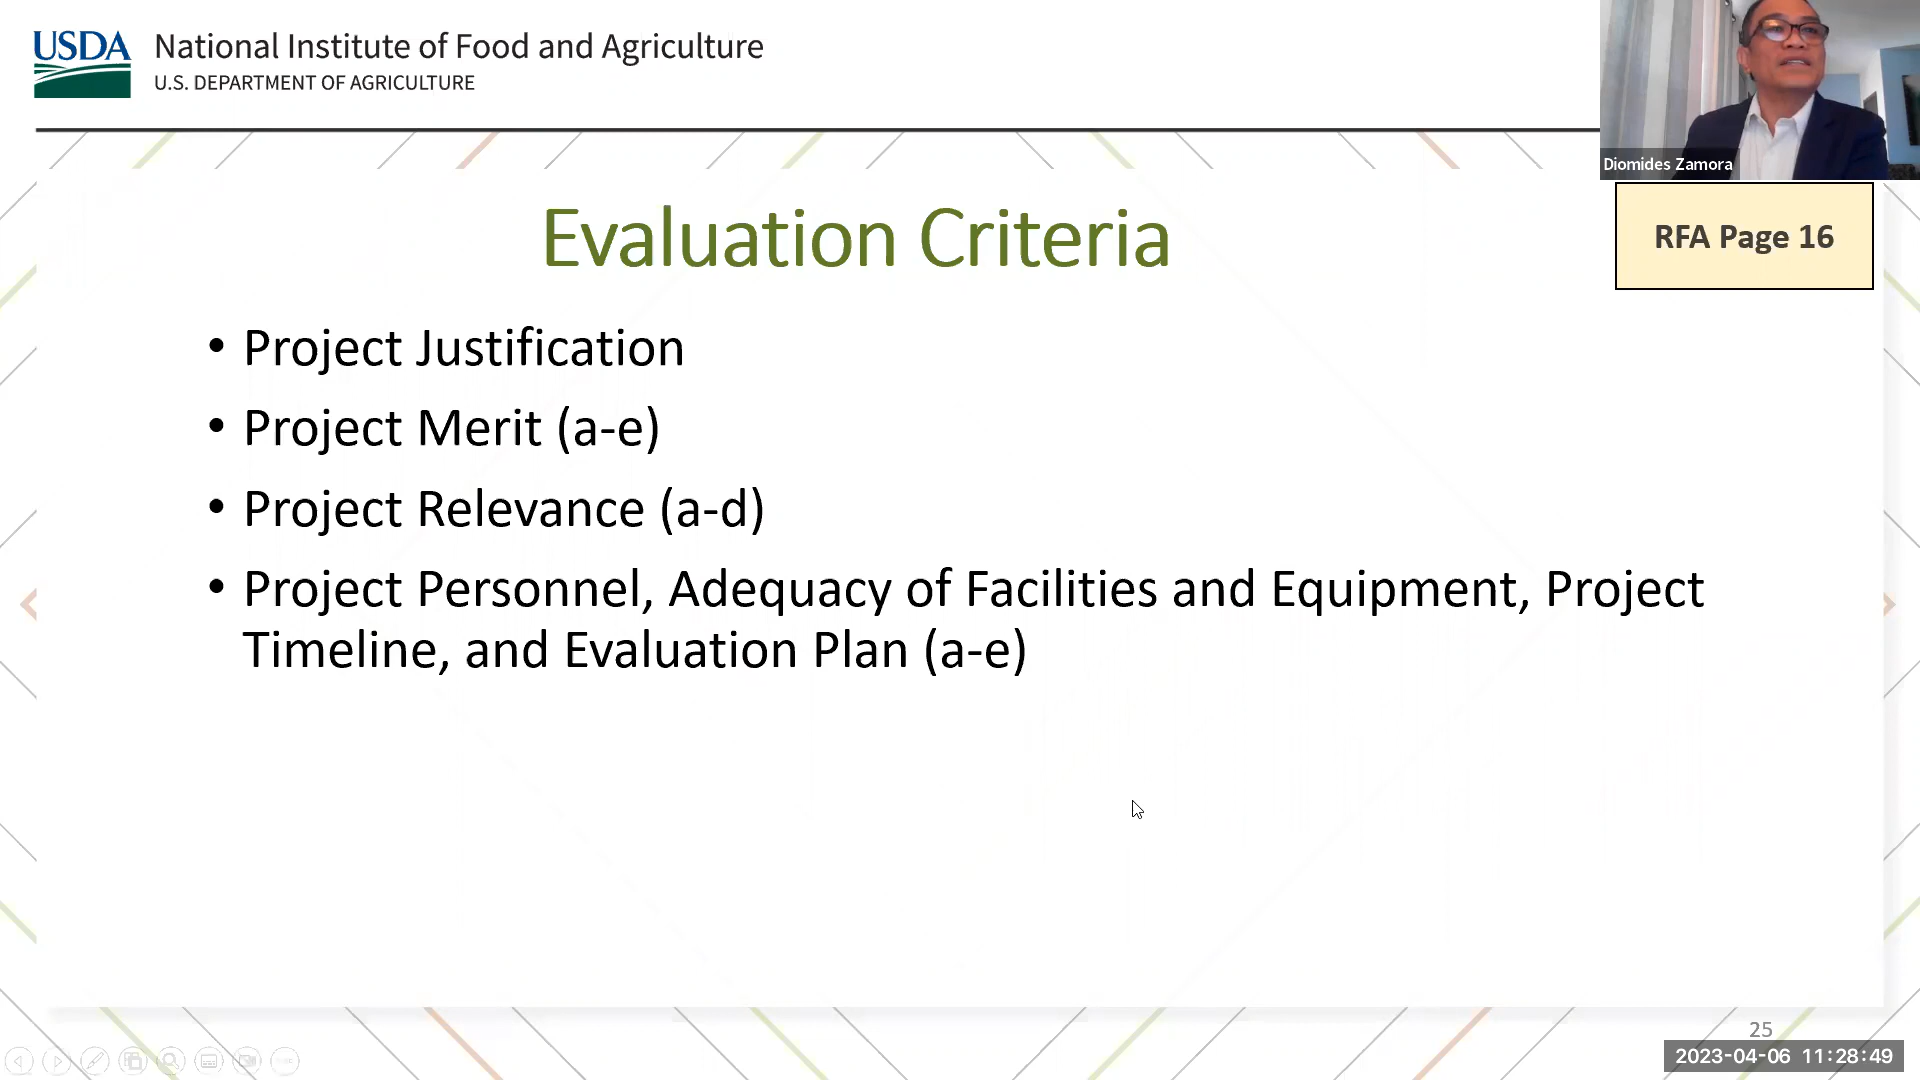 USDA
National Institute of Food and Agriculture
U.S. DEPARTMENT OF AGRICULTURE
Diomides Zamora
Evaluation Criteria
RFA Page 16
• Project Justification
• Project Merit (a-e)
• Project Relevance (a-d)
• Project Personnel, Adequacy of Facilities and Equipment, Project
Timeline, and Evaluation Plan (a-e)
25
2023-04-06 11:28:49